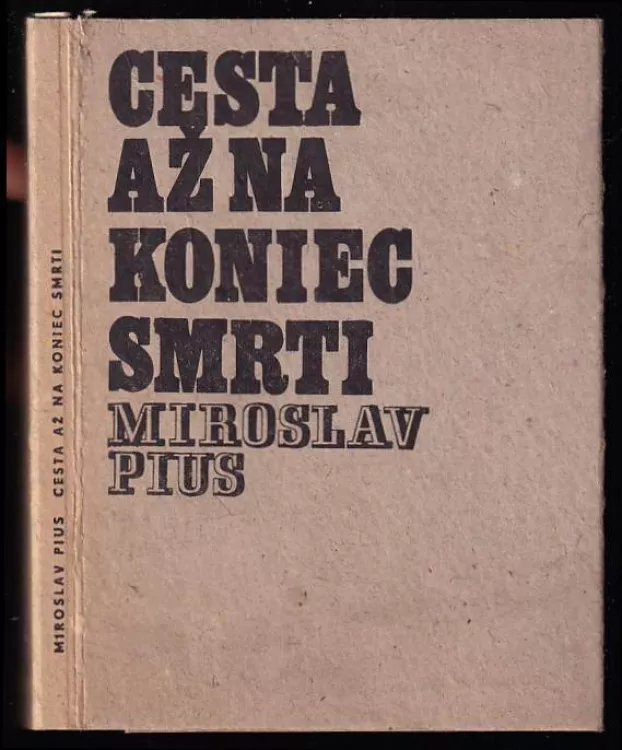 CESTA
AŽ NA
KONIEC
SMRTI
MIROSLAV
PIUS
MIROSLAV PIUS CESTA AŽ NA KONIEC SMRTI